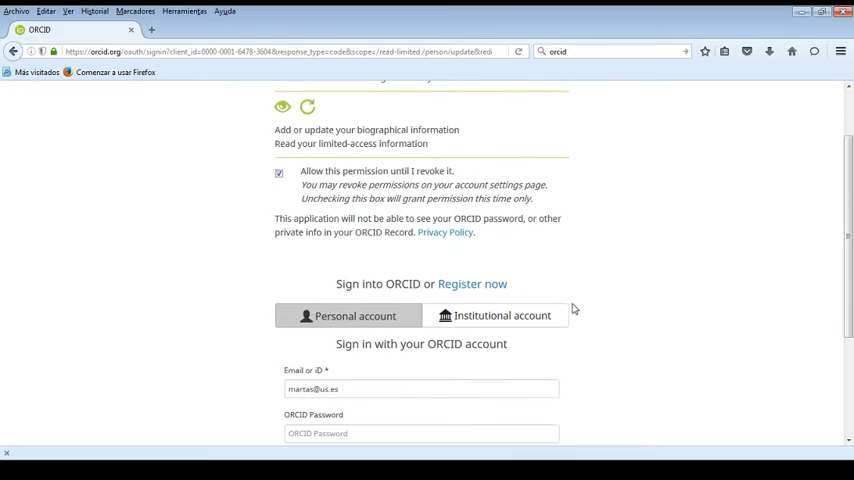 Archivo Editar Ver Historial Marcadores Herramientas Ayuda
ORCID
https://orcid.org/oauth/signin?client_id=0000-0001-6478-3604&response_type=code&scope=/read-limited /person/update&redi
orcid
Más visitados Comenzar a usar Firefox
Add or update your biographical information
Read your limited-access information
Allow this permission until I revoke it.
You may revoke permissions on your account settings page.
Unchecking this box will grant permission this time only.
This application will not be able to see your ORCID password, or other
private info in your ORCID Record. Privacy Policy.
Sign into ORCID or Register now
Personal account Institutional account
Sign in with your ORCID account
Email or iD *
martas@us.es
ORCID Password
ORCID Password